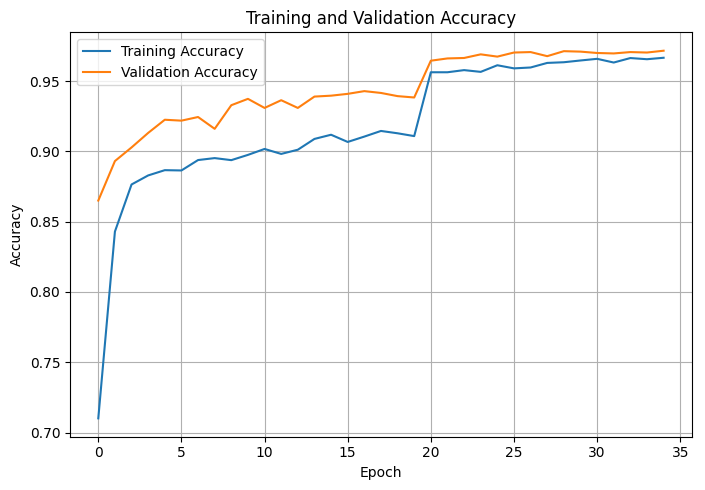 Training and Validation Accuracy
Training Accuracy
Validation Accuracy
0.95
0.90
0.85
0.80
0.75
0.70
Accuracy
0 5 10 15 20 25 30 35
Epoch